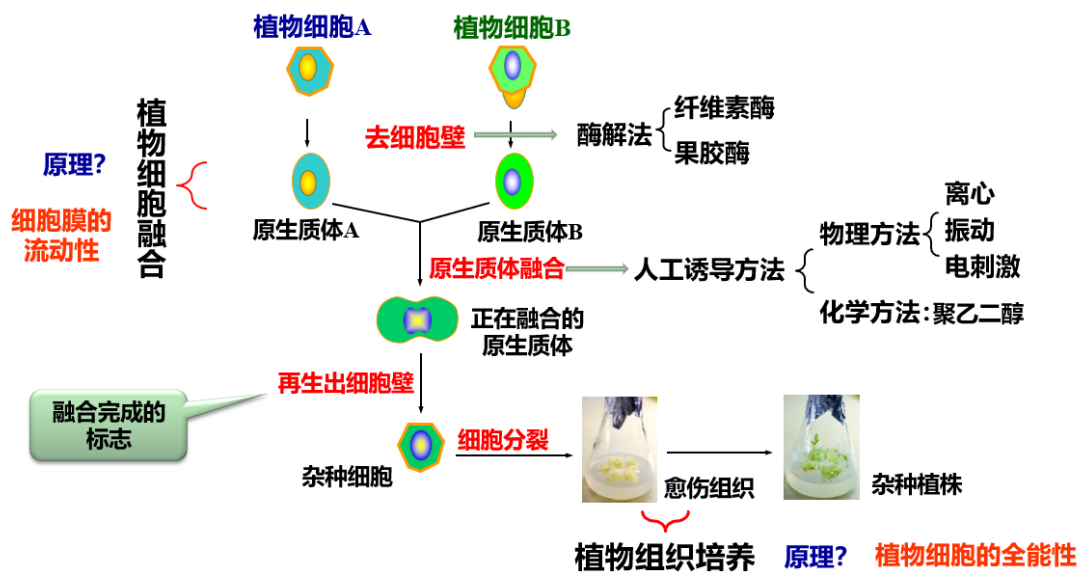 植物细胞A
植物细胞B
去细胞壁
酶解法
纤维素酶
果胶酶
植物细胞融合
原理?
细胞膜的
流动性
原生质体A
原生质体B
原生质体融合
人工诱导方法
物理方法
离心
振动
电刺激
化学方法:聚乙二醇
正在融合的
原生质体
再生出细胞壁
融合完成的
标志
杂种细胞
细胞分裂
愈伤组织
杂种植株
植物组织培养
原理?
植物细胞的全能性